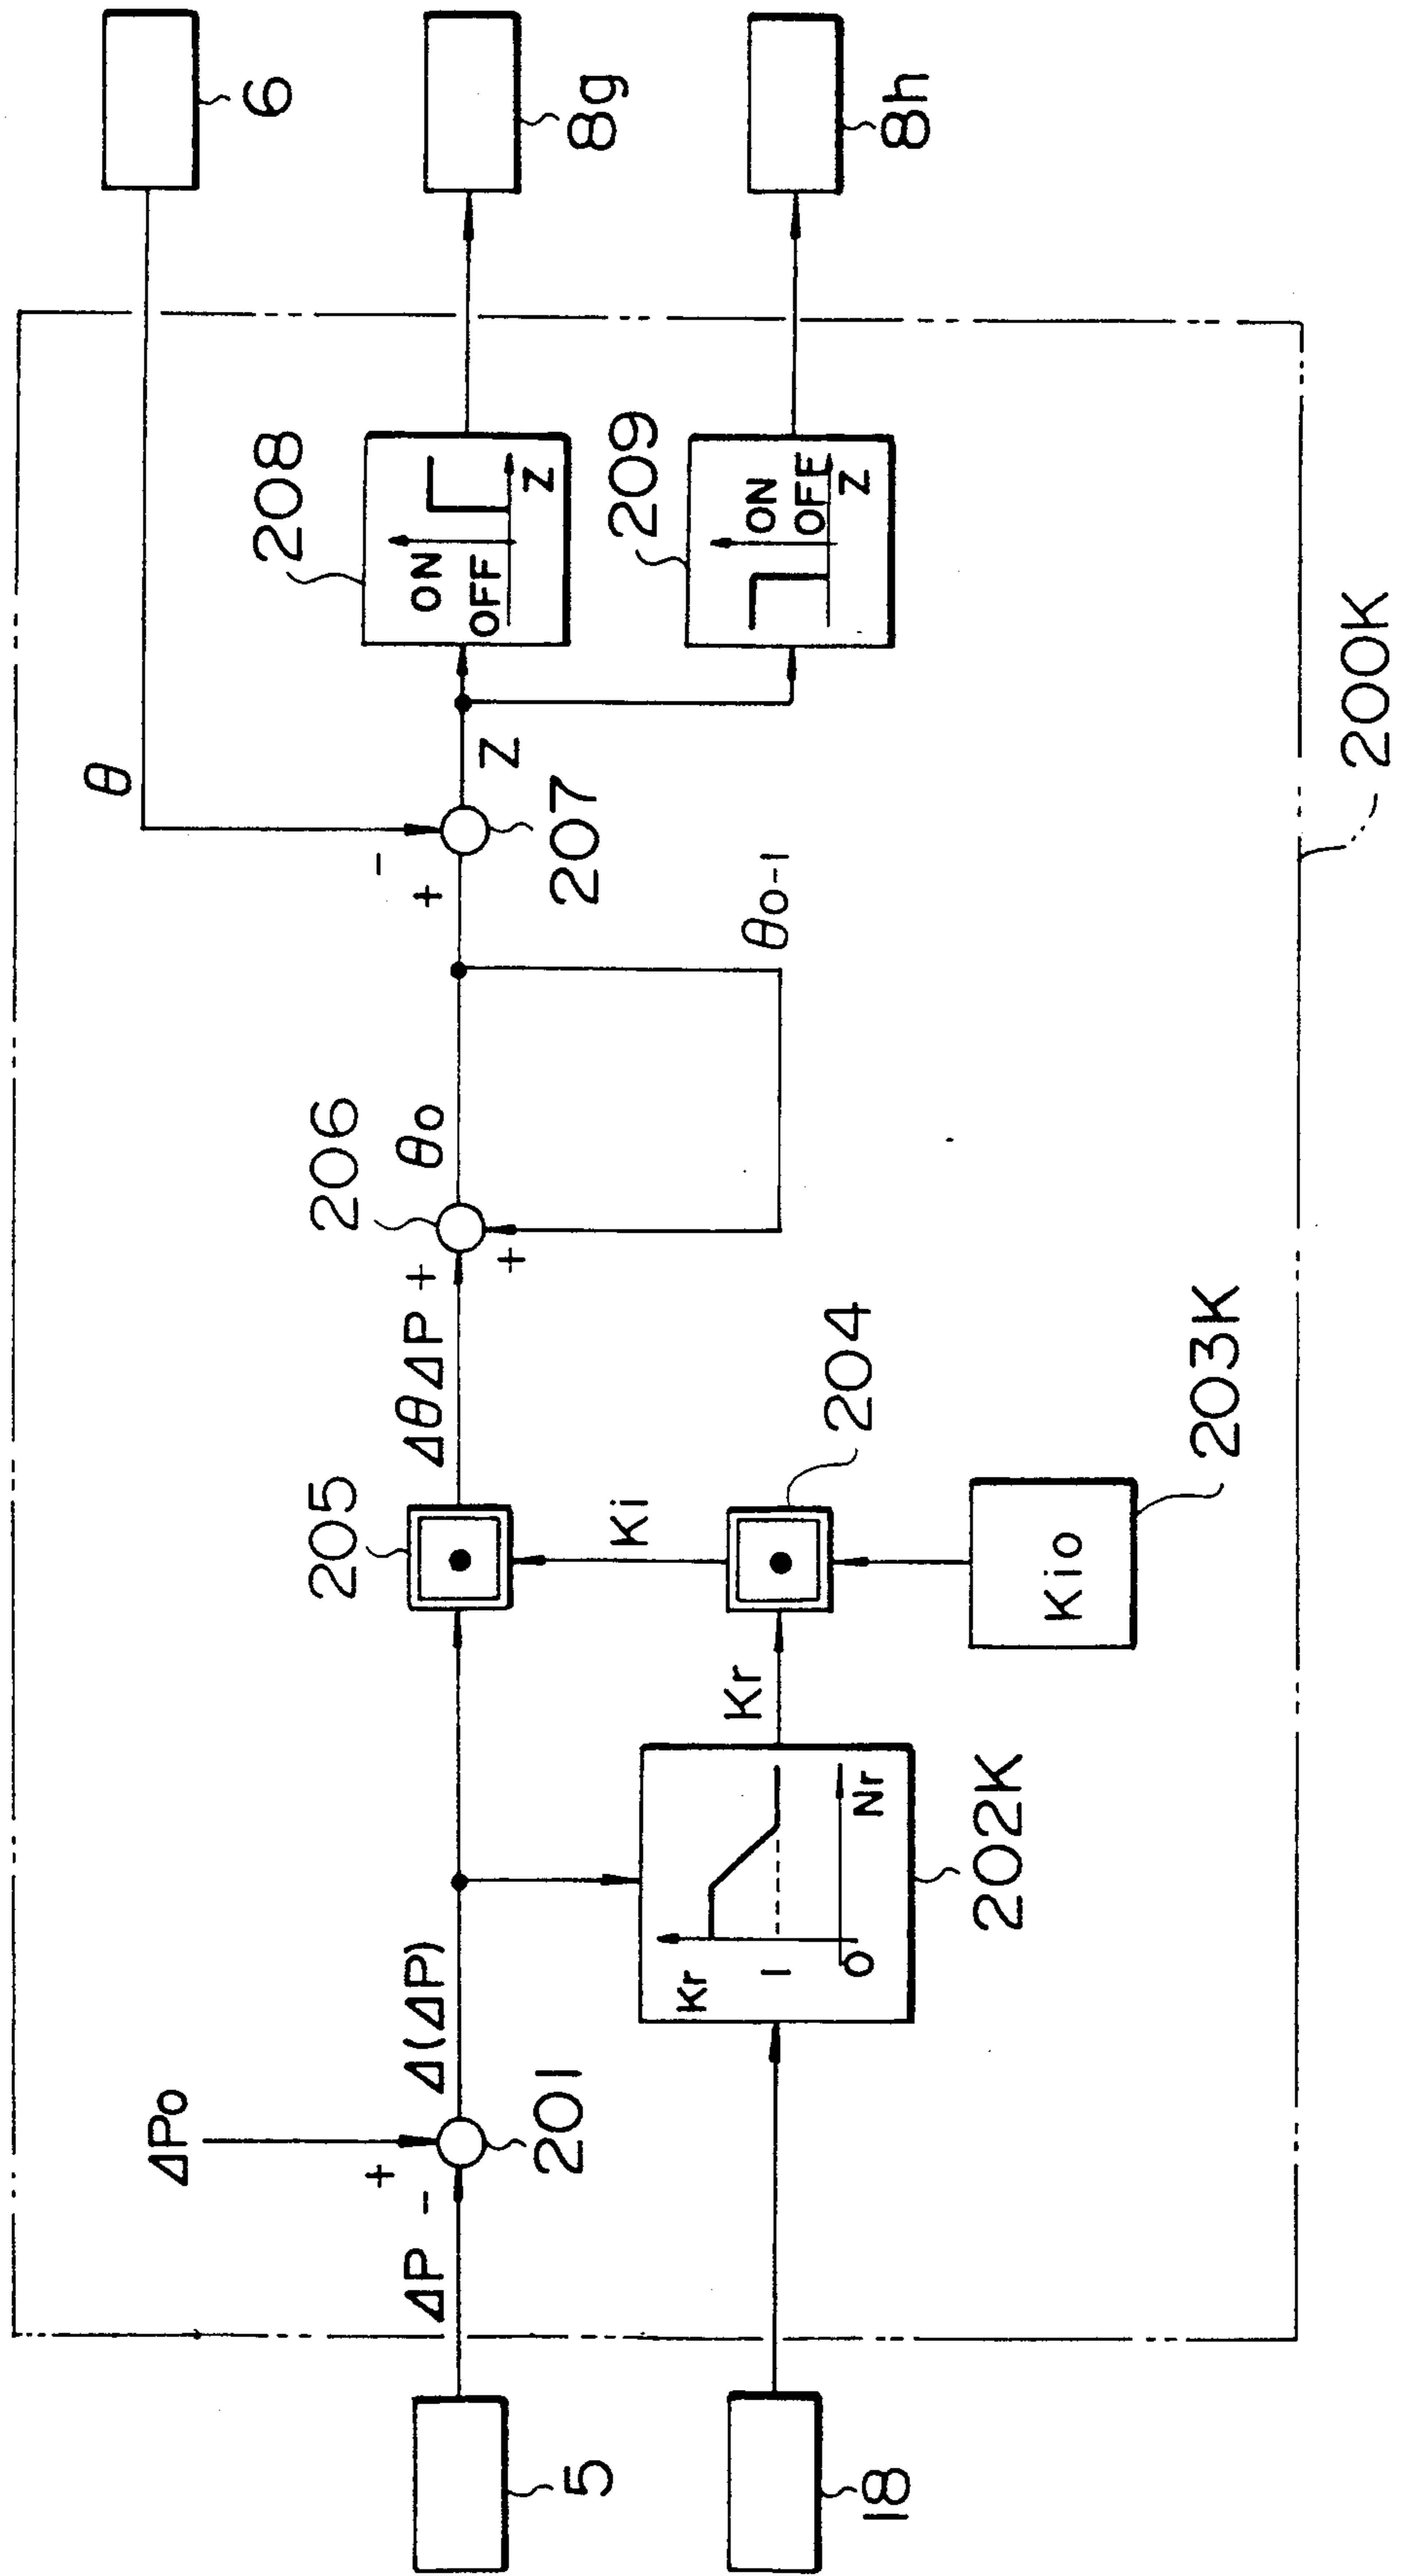 6
8g
8h
θ
208
ON
OFF
Z
209
ON
OFF
Z
Z
-
+
207
θo-1
200K
206
θo
+
+
ΔθΔP
205
Ki
204
203K
Kio
Kr
Kr
1
O
Nr
202K
Δ(ΔP)
ΔPo
+
-
201
ΔP
5
18